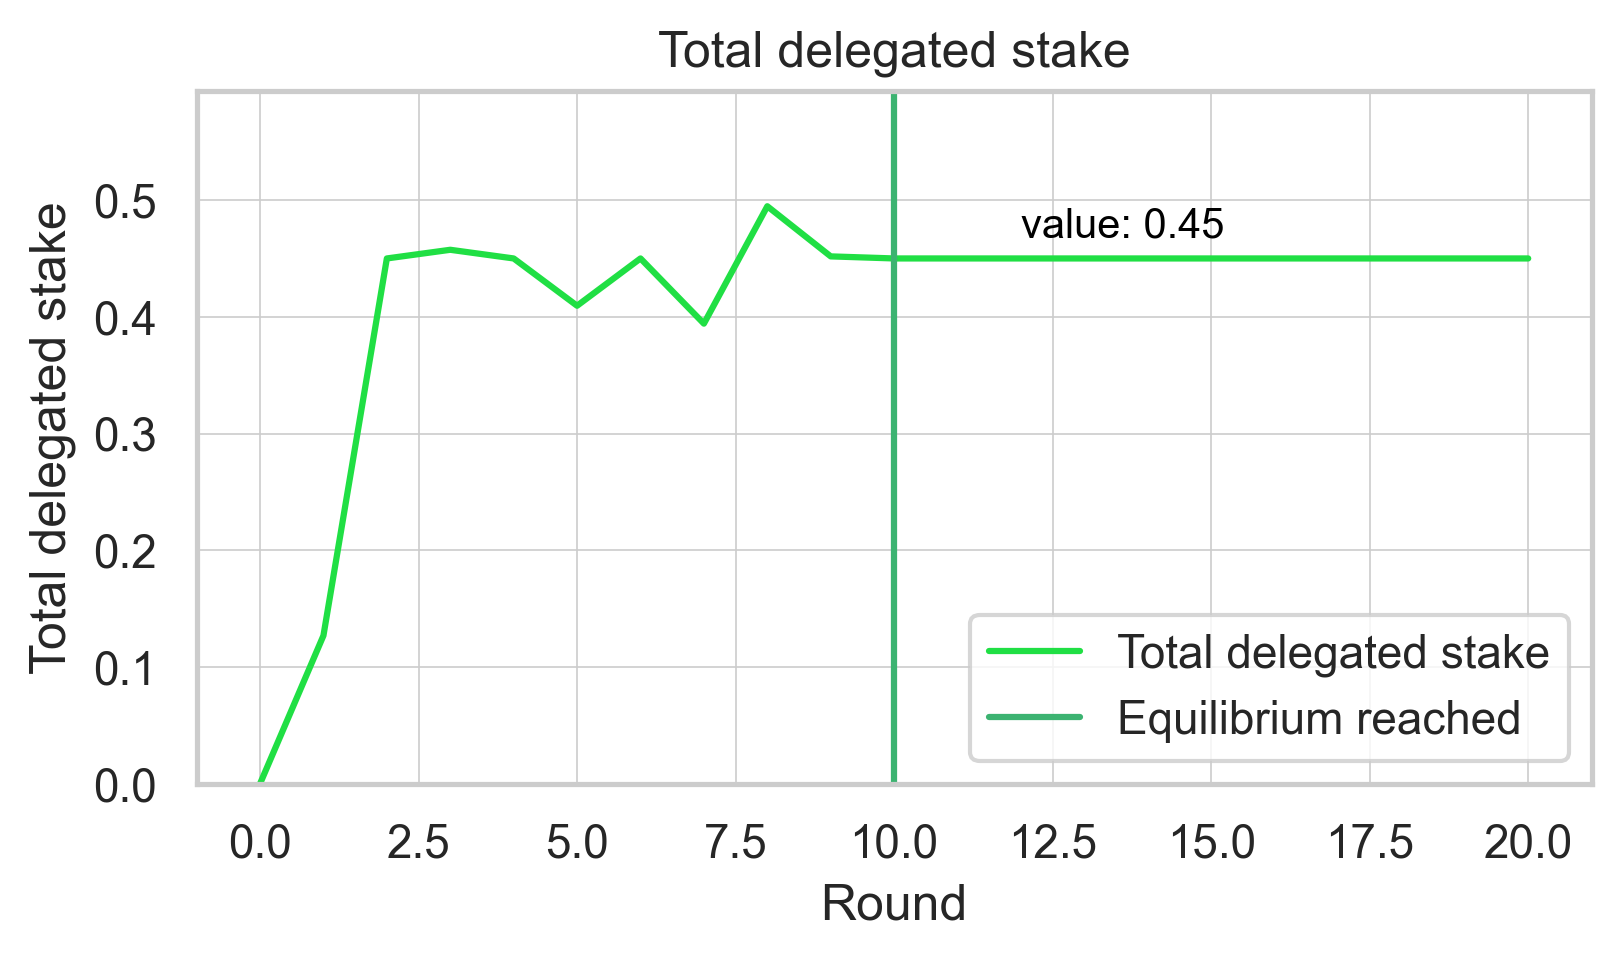 Total delegated stake
Total delegated stake
0.5
0.4
0.3
0.2
0.1
0.0
value: 0.45
Total delegated stake
Equilibrium reached
0.0 2.5 5.0 7.5 10.0 12.5 15.0 17.5 20.0
Round